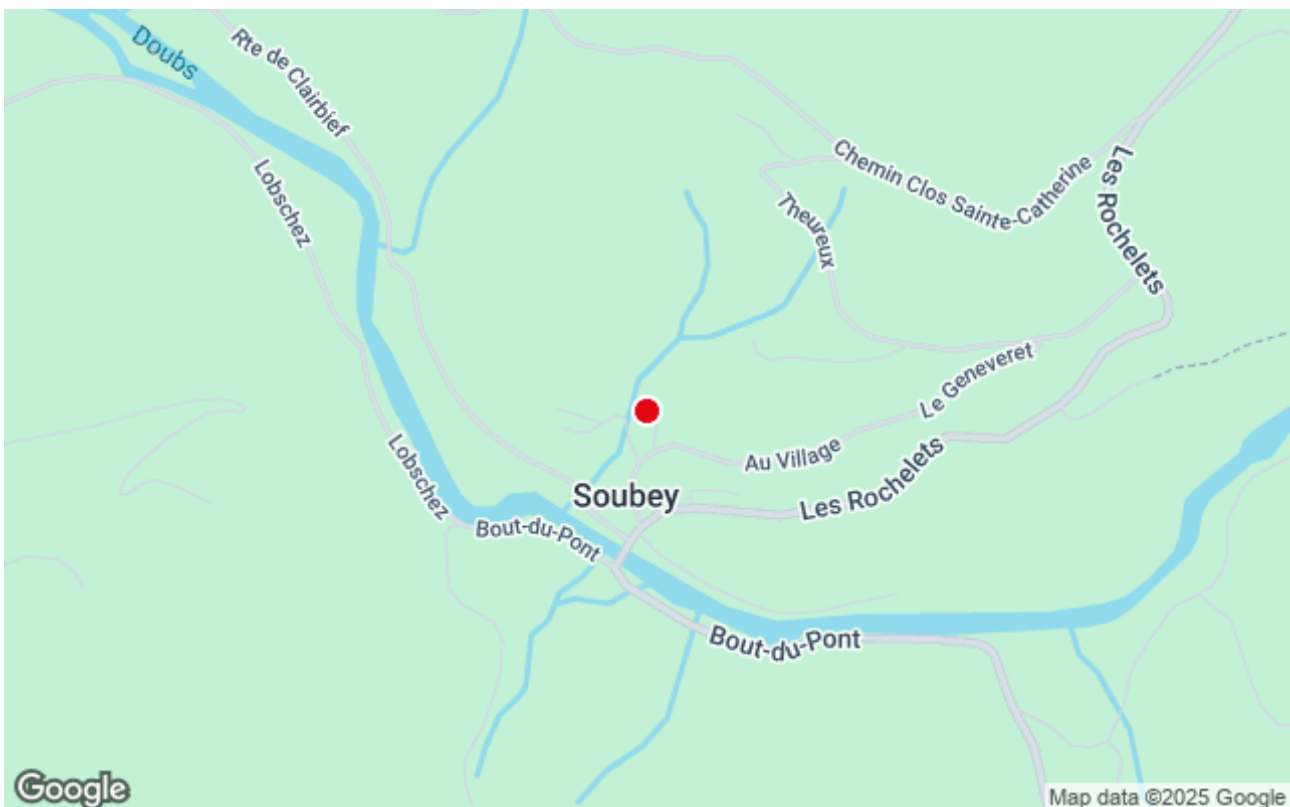 Doubs
Rte de Clairbief
Lobschez
Chemin Clos Sainte-Catherine
Les Rochelets
Theureux
Le Geneveret
Au Village
Lobschez
Soubey
Les Rochelets
Bout-du-Pont
Bout-du-Pont
Google
Map data ©2025 Google